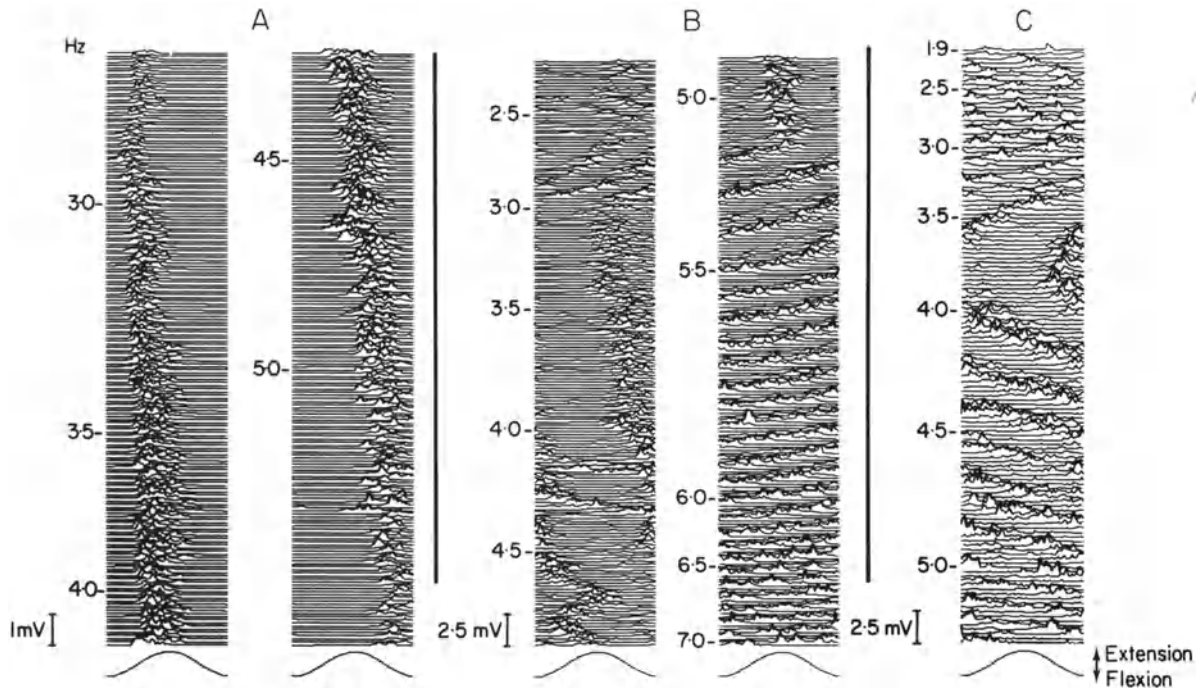 A
B
C
Hz
3·0-
3·5-
4·0-
1mV
4·5-
5·0-
2·5-
3·0-
3·5-
4·0-
4·5-
2·5 mV
5·0-
5·5-
6·0-
6·5-
7·0-
2·5 mV
1·9-
2·5-
3·0-
3·5-
4·0-
4·5-
5·0-
Extension
Flexion